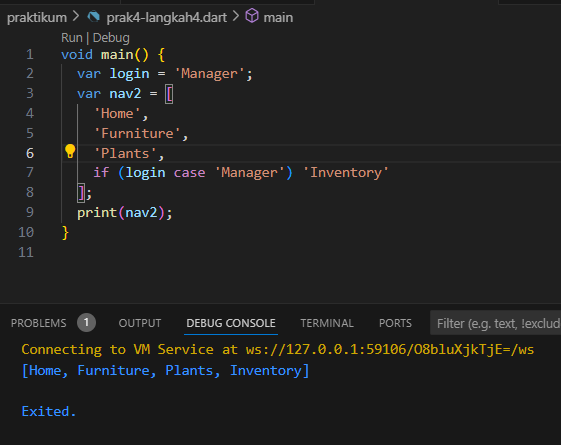 praktikum > prak4-langkah4.dart > main
Run | Debug
1 void main() {
2 var login = 'Manager';
3 var nav2 = [
4 'Home',
5 'Furniture',
6 'Plants',
7 if (login case 'Manager') 'Inventory'
8 ];
9 print(nav2);
10 }
11
PROBLEMS 1 OUTPUT DEBUG CONSOLE TERMINAL PORTS Filter (e.g. text, !exclud
Connecting to VM Service at ws://127.0.0.1:59106/O8bluXjkTjE=/ws
[Home, Furniture, Plants, Inventory]
Exited.